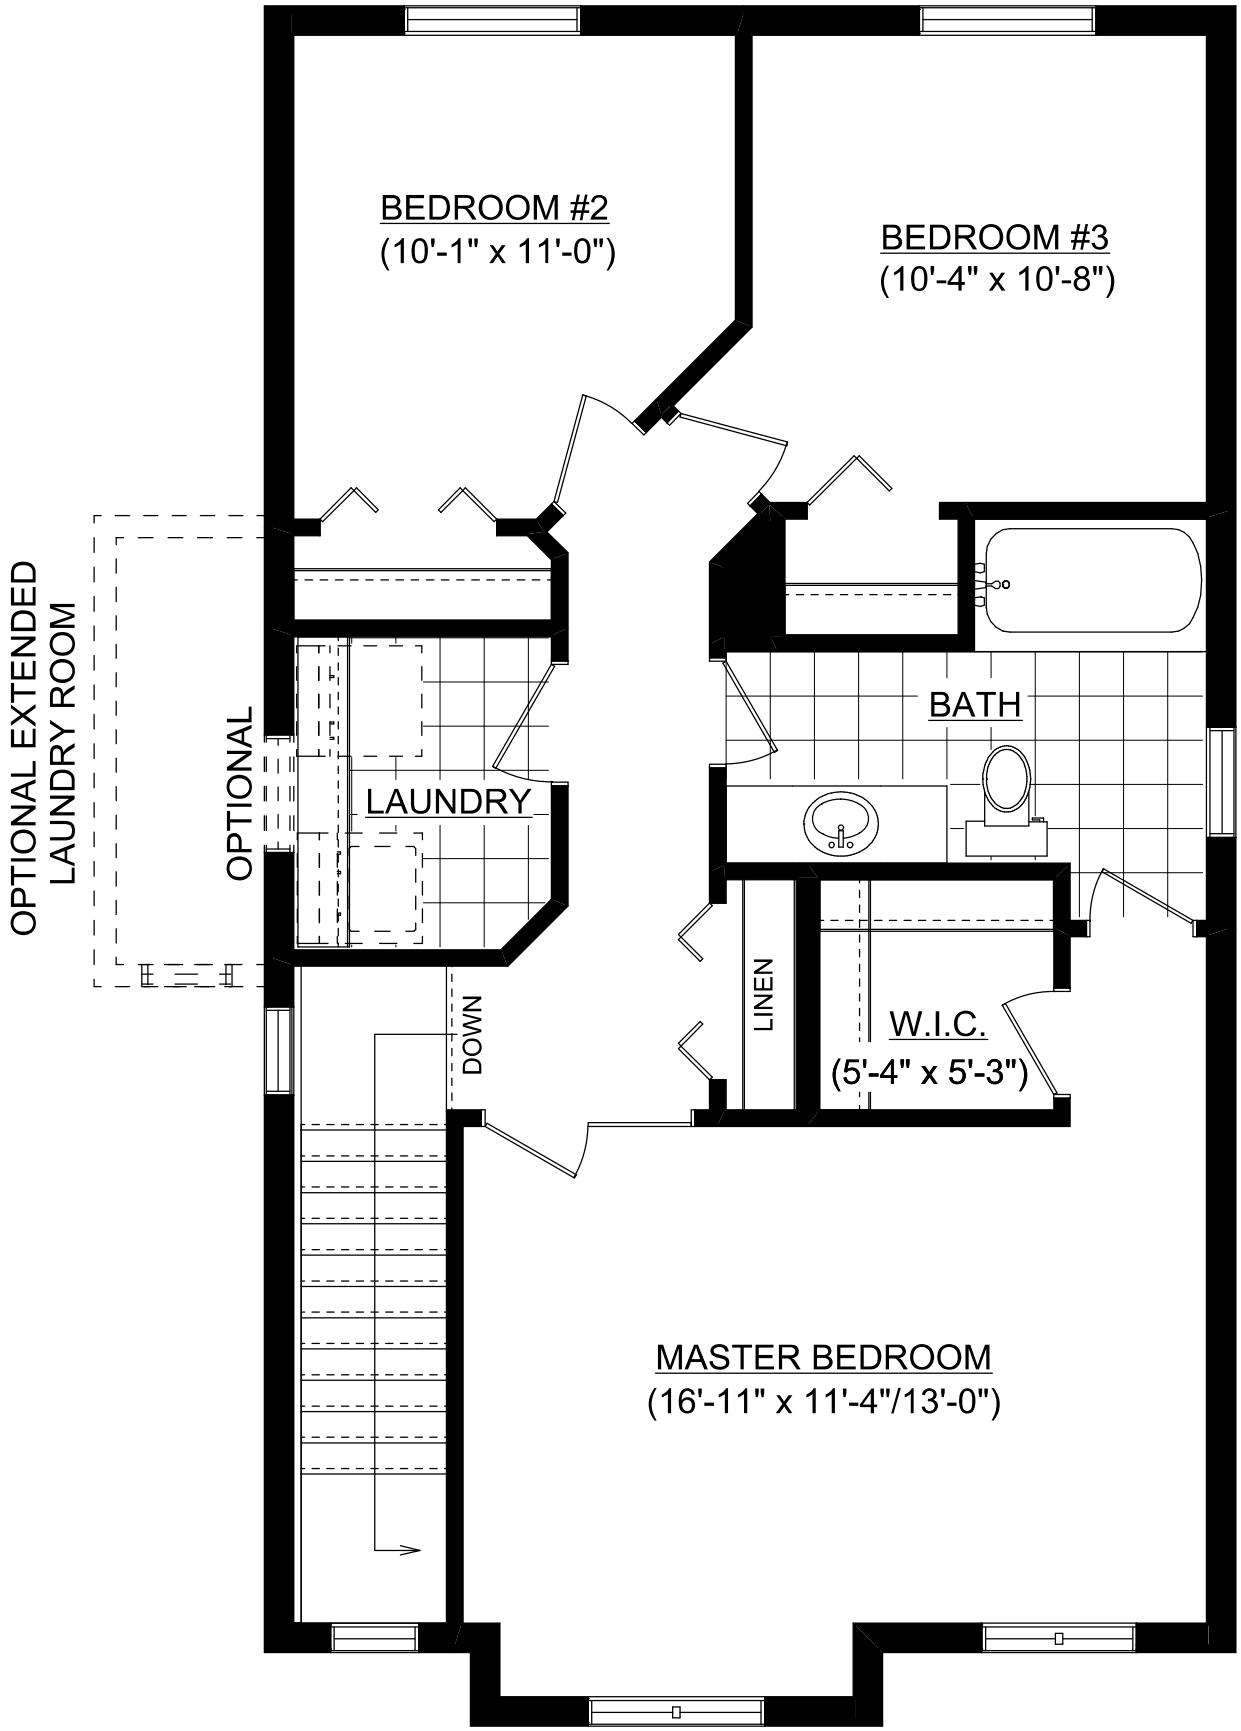 BEDROOM #2
(10'-1" x 11'-0")
BEDROOM #3
(10'-4" x 10'-8")
OPTIONAL EXTENDED
LAUNDRY ROOM
OPTIONAL
LAUNDRY
BATH
DOWN
LINEN
W.I.C.
(5'-4" x 5'-3")
MASTER BEDROOM
(16'-11" x 11'-4"/13'-0")